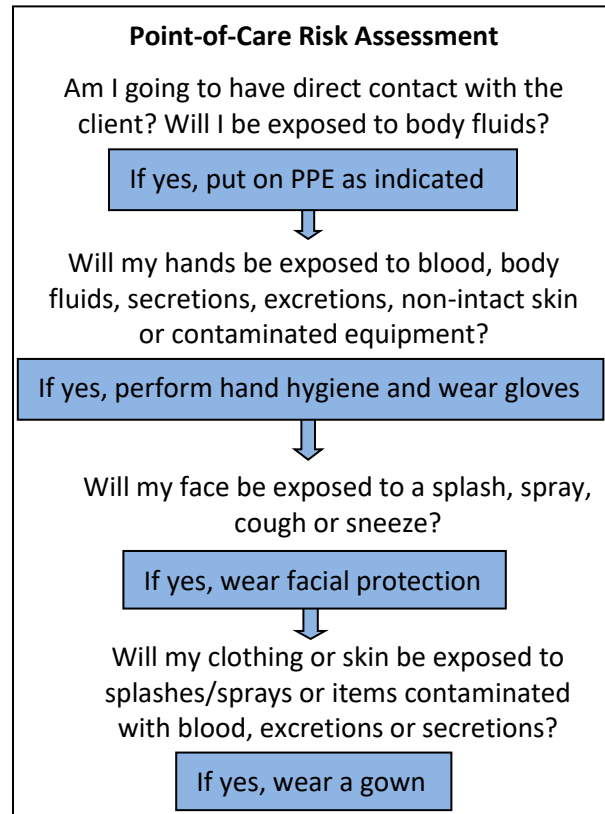 Point-of-Care Risk Assessment
Am I going to have direct contact with the
client? Will I be exposed to body fluids?
If yes, put on PPE as indicated
Will my hands be exposed to blood, body
fluids, secretions, excretions, non-intact skin
or contaminated equipment?
If yes, perform hand hygiene and wear gloves
Will my face be exposed to a splash, spray,
cough or sneeze?
If yes, wear facial protection
Will my clothing or skin be exposed to
splashes/sprays or items contaminated
with blood, excretions or secretions?
If yes, wear a gown